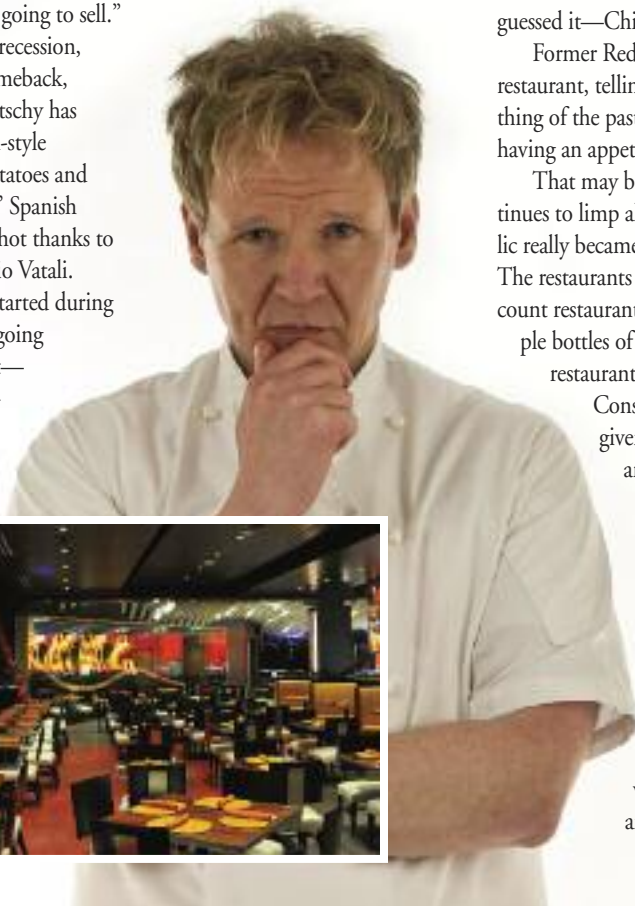 going to sell.”
recession,
meback,
tschy has
-style
tatoes and
” Spanish
hot thanks to
io Vatali.
tarted during
going
—
guessed it—Chi
Former Red
restaurant, tellin
thing of the past
having an appet
That may b
tinues to limp al
lic really became
The restaurants
count restaurant
ple bottles of
restaurant
Cons
give
a
a